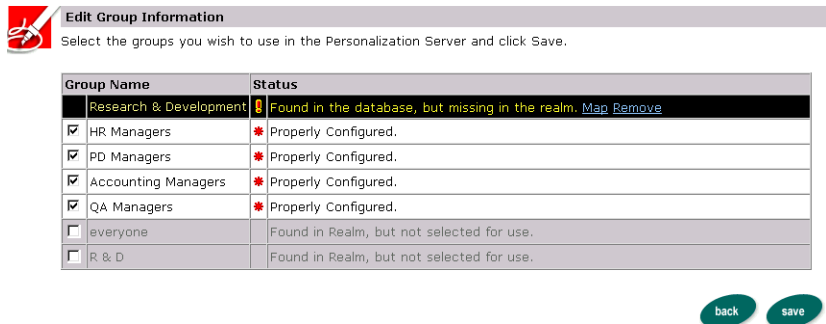 Edit Group Information
Select the groups you wish to use in the Personalization Server and click Save.
Group Name Status
Research & Development Found in the database, but missing in the realm. Map Remove
HR Managers Properly Configured.
PD Managers Properly Configured.
Accounting Managers Properly Configured.
QA Managers Properly Configured.
everyone Found in Realm, but not selected for use.
R & D Found in Realm, but not selected for use.
back save